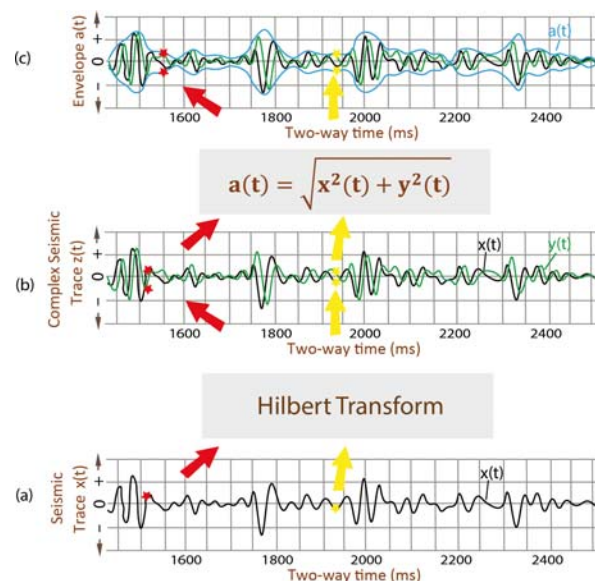 (c)
Envelope a(t)
+
0
−
a(t)
1600 1800 2000 2200 2400
Two-way time (ms)
a(t) = √x²(t) + y²(t)
(b)
Complex Seismic
Trace z(t)
+
0
−
x(t)
y(t)
1600 1800 2000 2200 2400
Two-way time (ms)
Hilbert Transform
(a)
Seismic
Trace x(t)
+
0
−
x(t)
1600 1800 2000 2200 2400
Two-way time (ms)